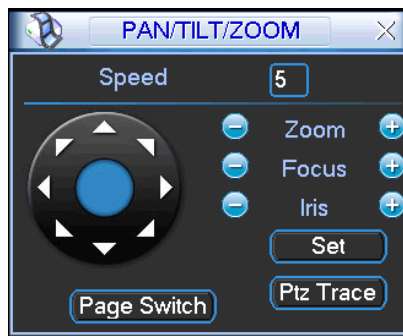 PAN/TILT/ZOOM
Speed 5
Zoom
Focus
Iris
Set
Page Switch Ptz Trace